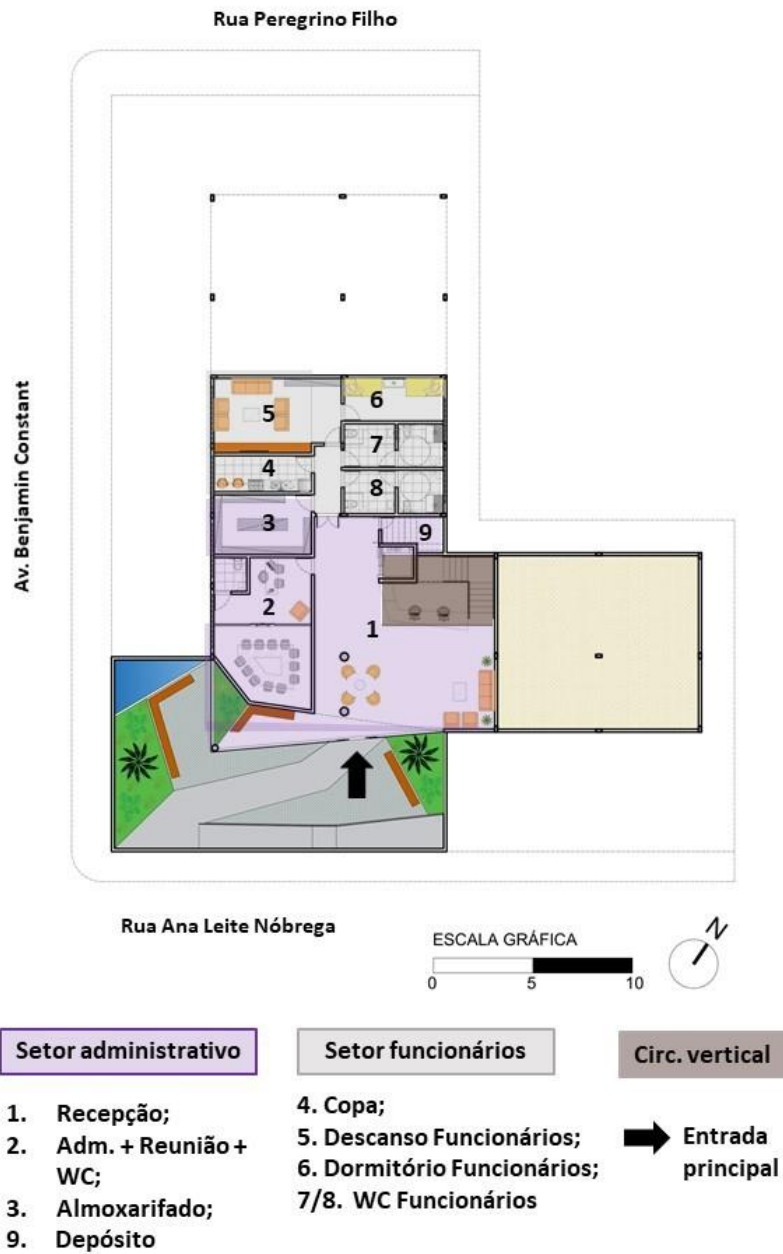 Rua Peregrino Filho
Av. Benjamin Constant
5
6
7
4
8
3
9
2
1
Rua Ana Leite Nóbrega
ESCALA GRÁFICA
0 5 10
N
Setor administrativo
1. Recepção;
2. Adm. + Reunião +
WC;
3. Almoxarifado;
9. Depósito
Setor funcionários
4. Copa;
5. Descanso Funcionários;
6. Dormitório Funcionários;
7/8. WC Funcionários
Circ. vertical
Entrada
principal